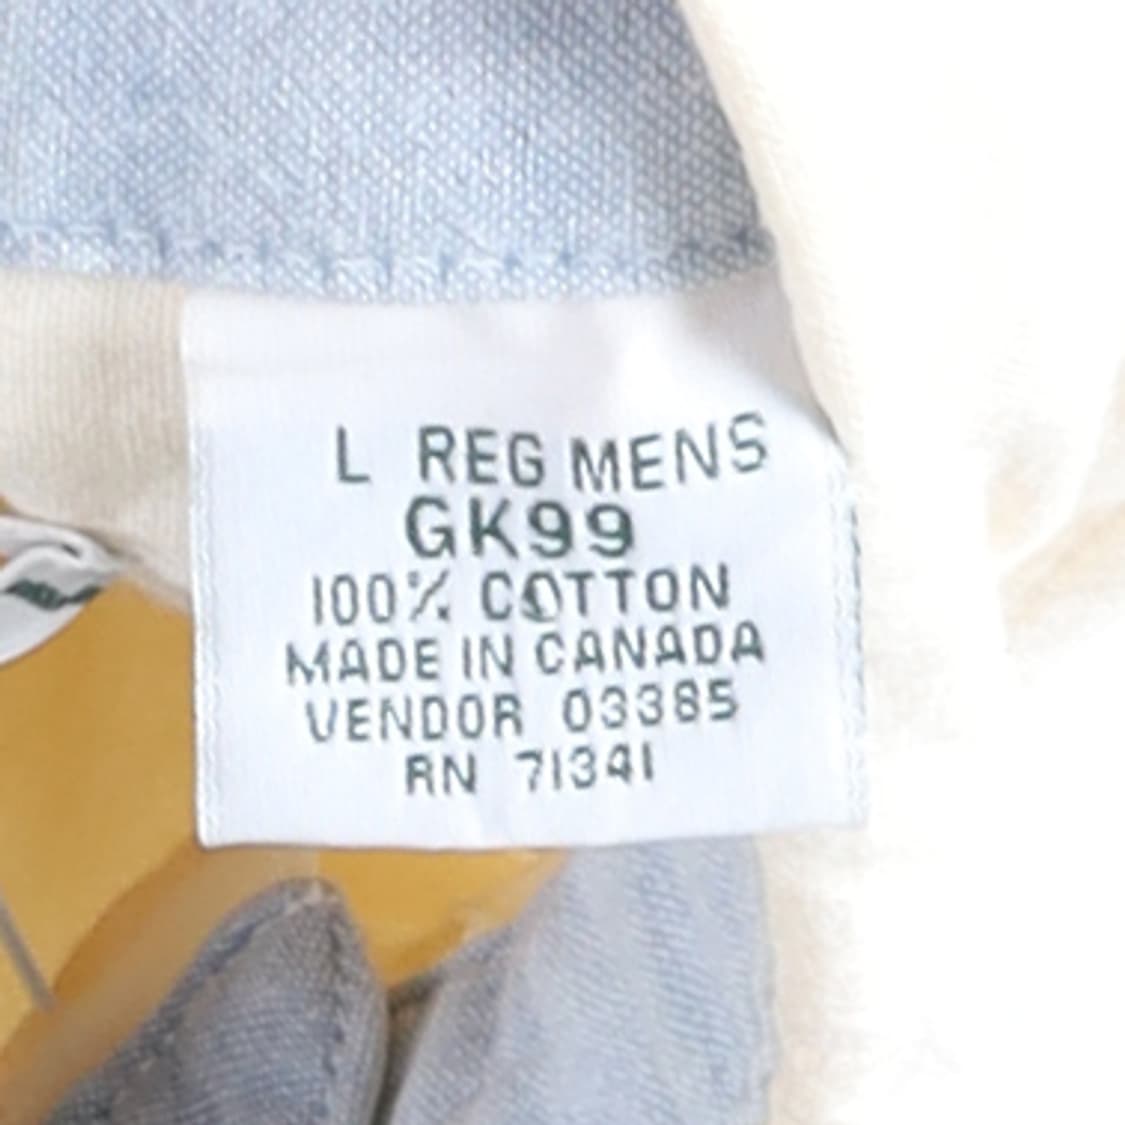 L REG MENS
GK99
100% COTTON
MADE IN CANADA
VENDOR 03385
RN 71341